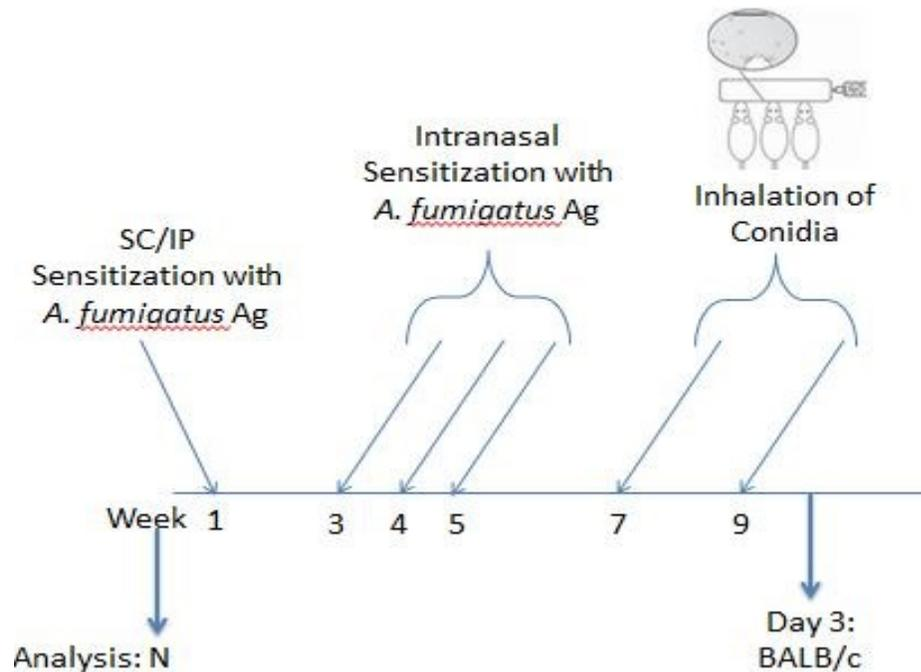 SC/IP
Sensitization with
A. fumigatus Ag
Intranasal
Sensitization with
A. fumigatus Ag
Inhalation of
Conidia
Week 1 3 4 5 7 9
Analysis: N
Day 3:
BALB/c